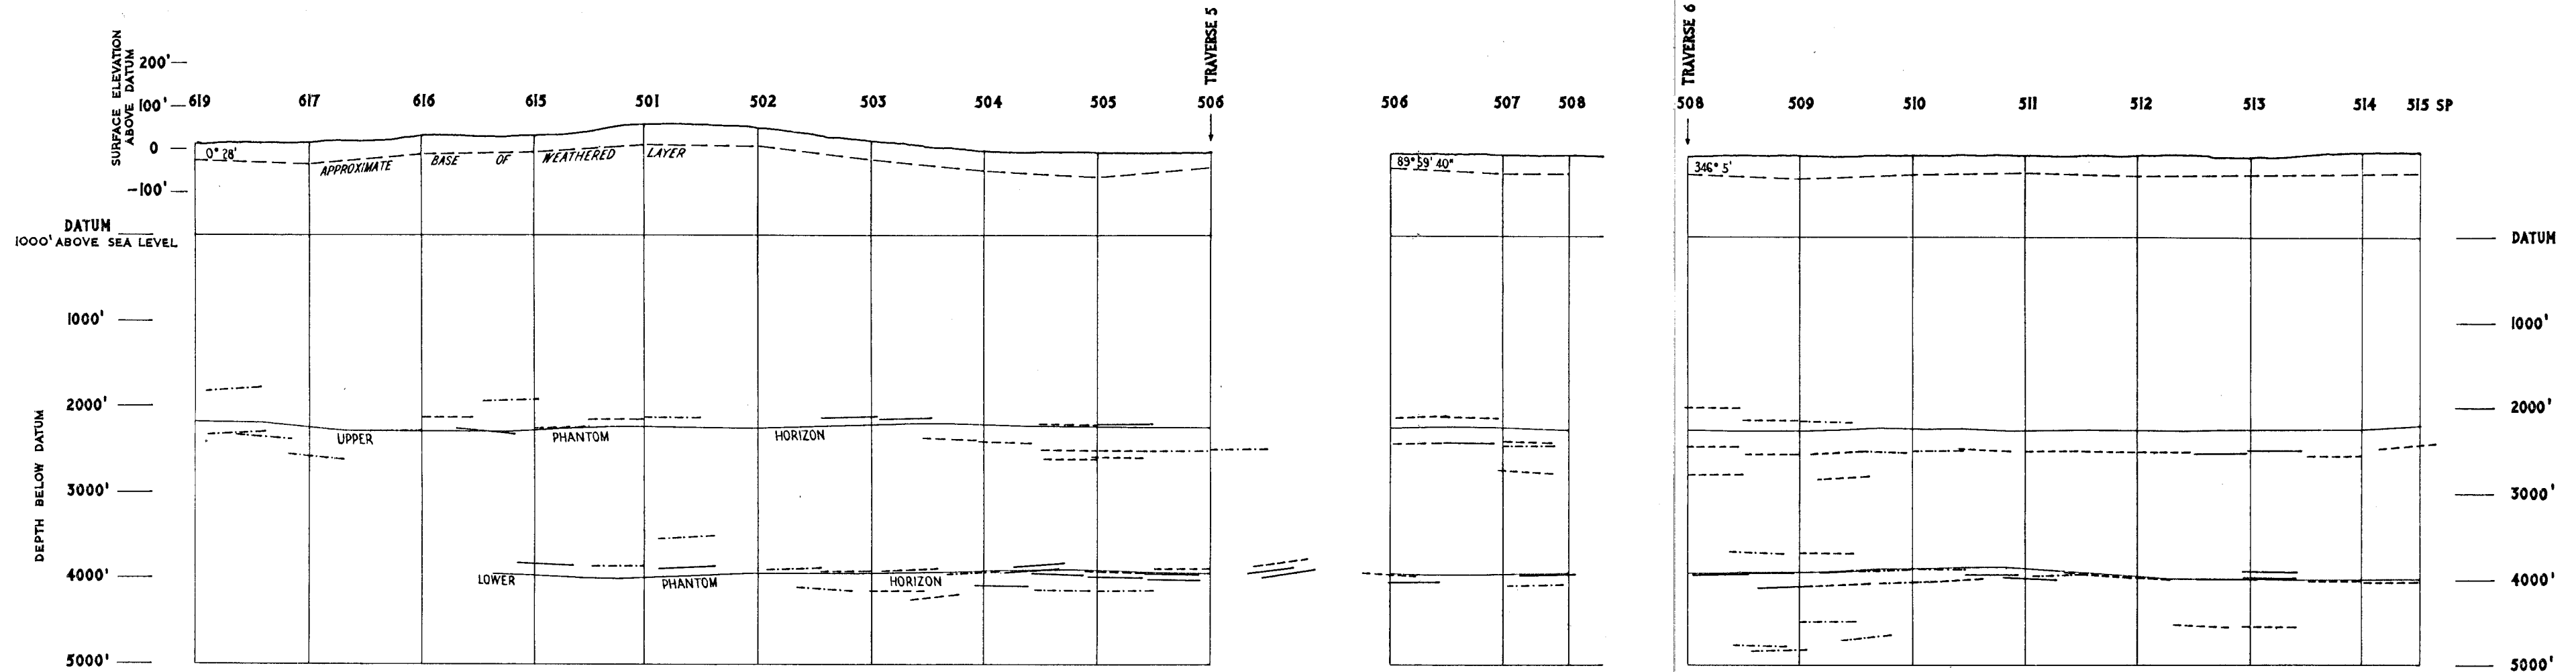 TRAVERSE 5
TRAVERSE 6
SURFACE ELEVATION
ABOVE DATUM
200'
100'
0
-100'
619 617 616 615 501 502 503 504 505 506
506 507 508
508 509 510 511 512 513 514 515 SP
0° 28'
APPROXIMATE BASE OF WEATHERED LAYER
89° 59' 40"
346° 5'
DATUM
1000' ABOVE SEA LEVEL
DATUM
DEPTH BELOW DATUM
1000'
1000'
2000'
2000'
UPPER PHANTOM HORIZON
3000'
3000'
4000'
LOWER PHANTOM HORIZON
4000'
5000'
5000'